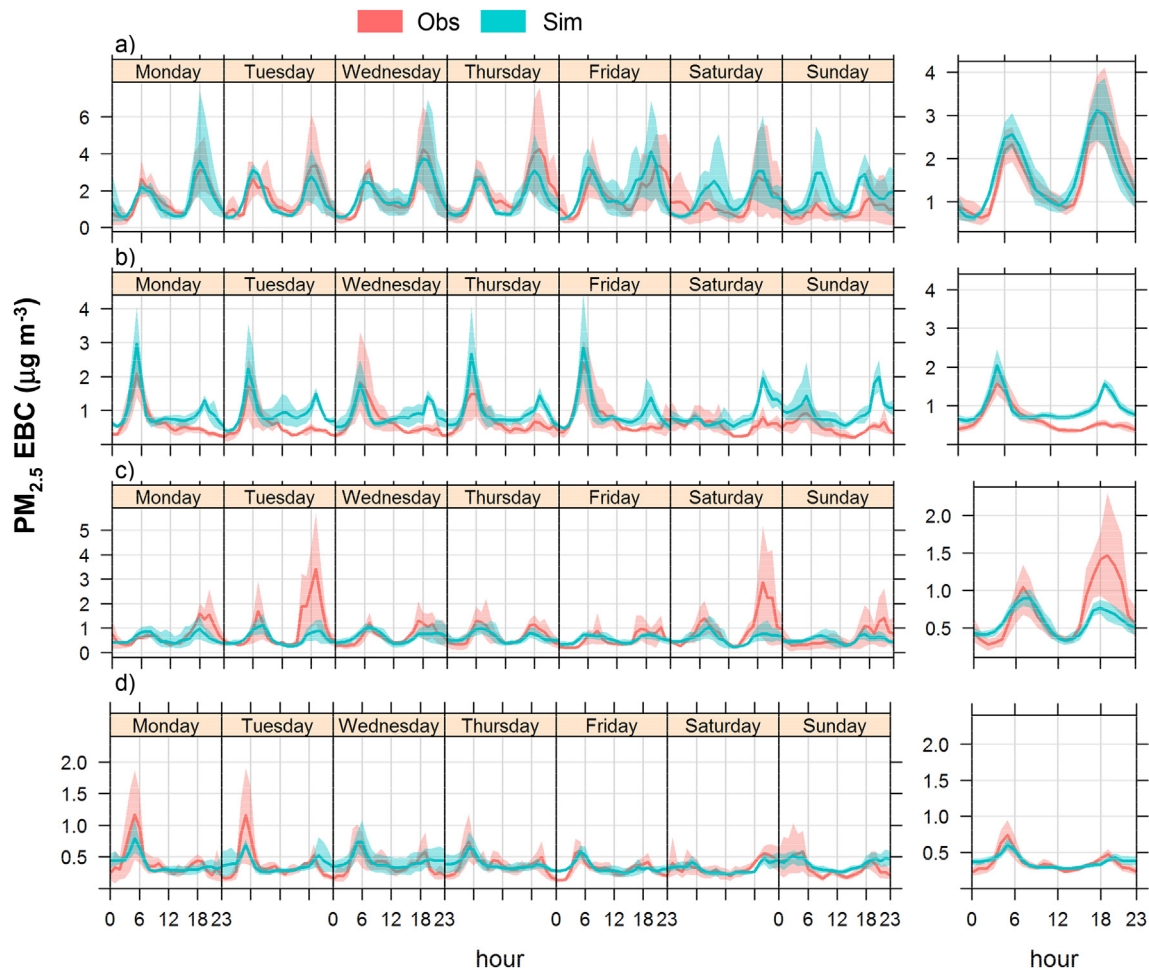 Obs Sim
a)
Monday Tuesday Wednesday Thursday Friday Saturday Sunday
6
4
2
0
4
3
2
1
b)
Monday Tuesday Wednesday Thursday Friday Saturday Sunday
4
3
2
1
4
3
2
1
PM2.5 EBC (µg m-3)
c)
Monday Tuesday Wednesday Thursday Friday Saturday Sunday
5
4
3
2
1
0
2.0
1.5
1.0
0.5
d)
Monday Tuesday Wednesday Thursday Friday Saturday Sunday
2.0
1.5
1.0
0.5
2.0
1.5
1.0
0.5
0 6 12 18 23 0 6 12 18 23 0 6 12 18 23 0 6 12 18 23
hour hour